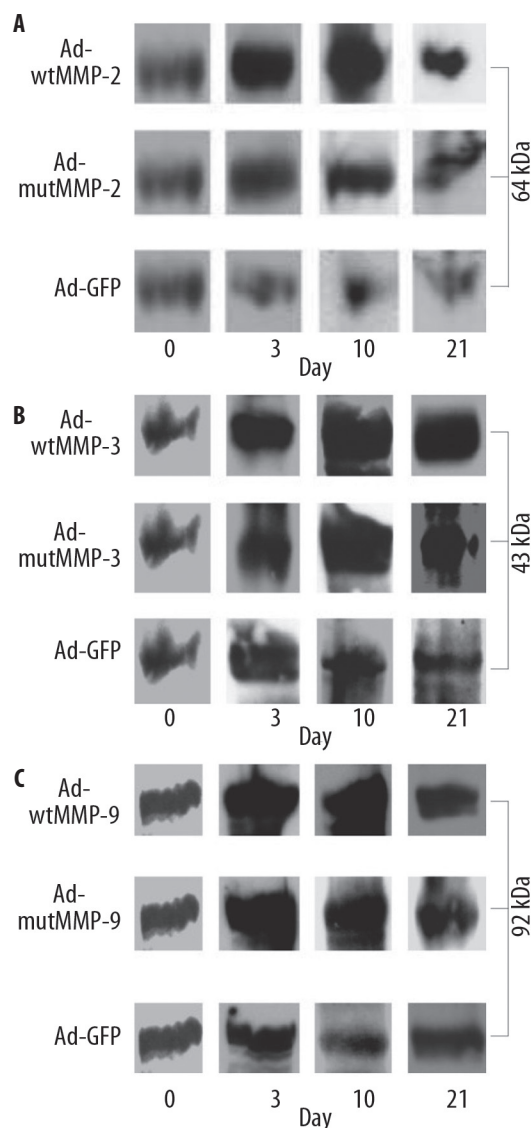 A
Ad-
wtMMP-2
Ad-
mutMMP-2
Ad-GFP
64 kDa
0 3 10 21
Day
B
Ad-
wtMMP-3
Ad-
mutMMP-3
Ad-GFP
43 kDa
0 3 10 21
Day
C
Ad-
wtMMP-9
Ad-
mutMMP-9
Ad-GFP
92 kDa
0 3 10 21
Day